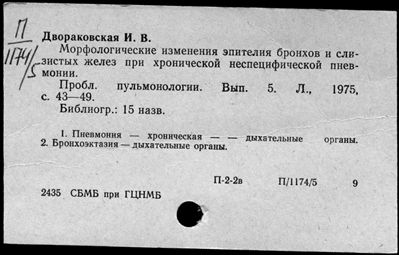 П
1174/5
Двораковская И. В.
Морфологические изменения эпителия бронхов и сли-
зистых желез при хронической неспецифической пнев-
монии.
Пробл. пульмонологии. Вып. 5. Л., 1975,
с. 43—49.
Библиогр.: 15 назв.
1. Пневмония — хроническая — — дыхательные органы.
2. Бронхоэктазия — дыхательные органы.
П-2-2в П/1174/5 9
2435 СБМБ при ГЦНМБ